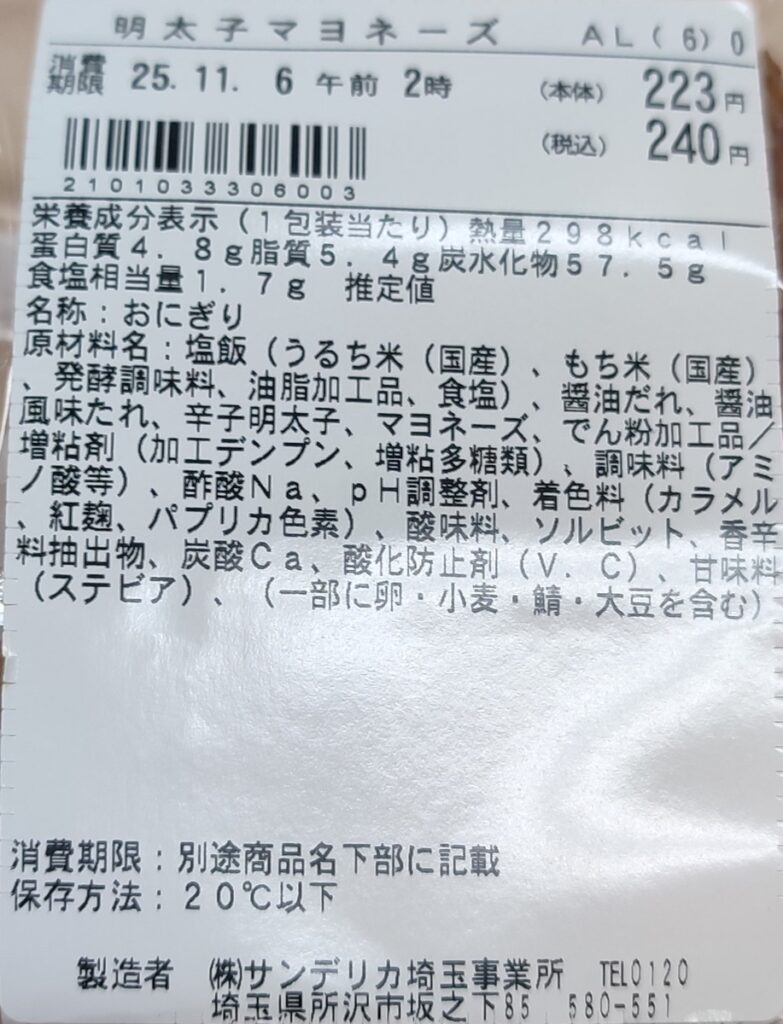 明太子マヨネーズ AL(6)0
消費期限 25.11. 6 午前 2時 (本体) 223円
(税込) 240円
2101033306003
栄養成分表示(1包装当たり)熱量298kcal
蛋白質4.8g脂質5.4g炭水化物57.5g
食塩相当量1.7g 推定値
名称:おにぎり
原材料名:塩飯(うるち米(国産)、もち米(国産)
、発酵調味料、油脂加工品、食塩)、醤油だれ、醤油
風味たれ、辛子明太子、マヨネーズ、でん粉加工品/
増粘剤(加工デンプン、増粘多糖類)、調味料(アミ
ノ酸等)、酢酸Na、pH調整剤、着色料(カラメル
、紅麹、パプリカ色素)、酸味料、ソルビット、香辛
料抽出物、炭酸Ca、酸化防止剤(V.C)、甘味料
(ステビア)、(一部に卵・小麦・鯖・大豆を含む)
消費期限:別途商品名下部に記載
保存方法:20℃以下
製造者 ㈱サンデリカ埼玉事業所 TEL0120
埼玉県所沢市坂之下85 580-551